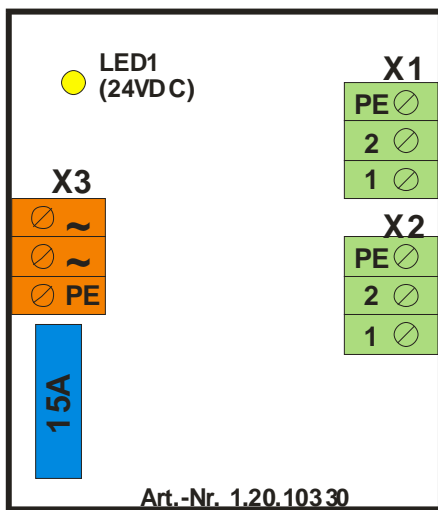 LED1
(24VDC)
X1
PE
2
1
X3
~
~
PE
X2
PE
2
1
15A
Art.-Nr. 1.20.10330